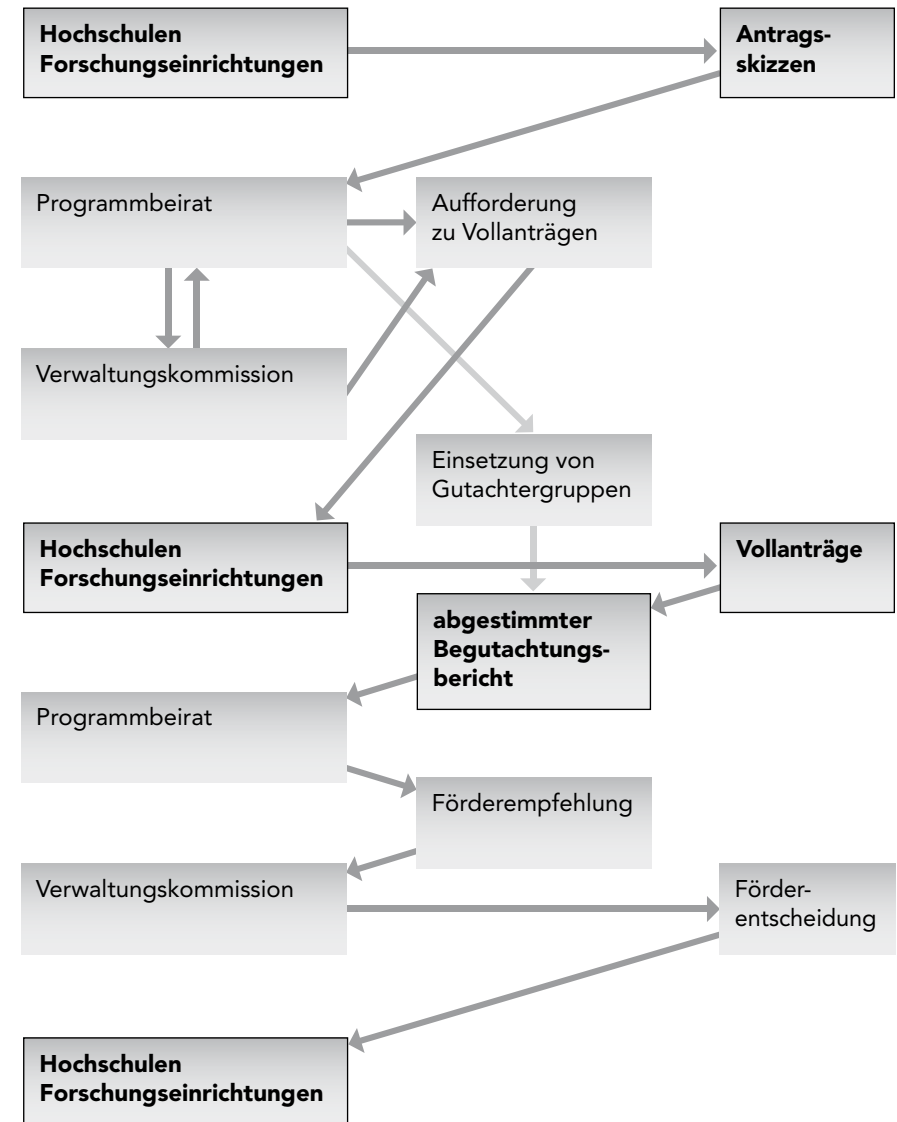 Hochschulen
Forschungseinrichtungen
Antrags-
skizzen
Programmbeirat
Aufforderung
zu Vollanträgen
Verwaltungskommission
Einsetzung von
Gutachtergruppen
Hochschulen
Forschungseinrichtungen
Vollanträge
abgestimmter
Begutachtungs-
bericht
Programmbeirat
Förderempfehlung
Verwaltungskommission
Förder-
entscheidung
Hochschulen
Forschungseinrichtungen